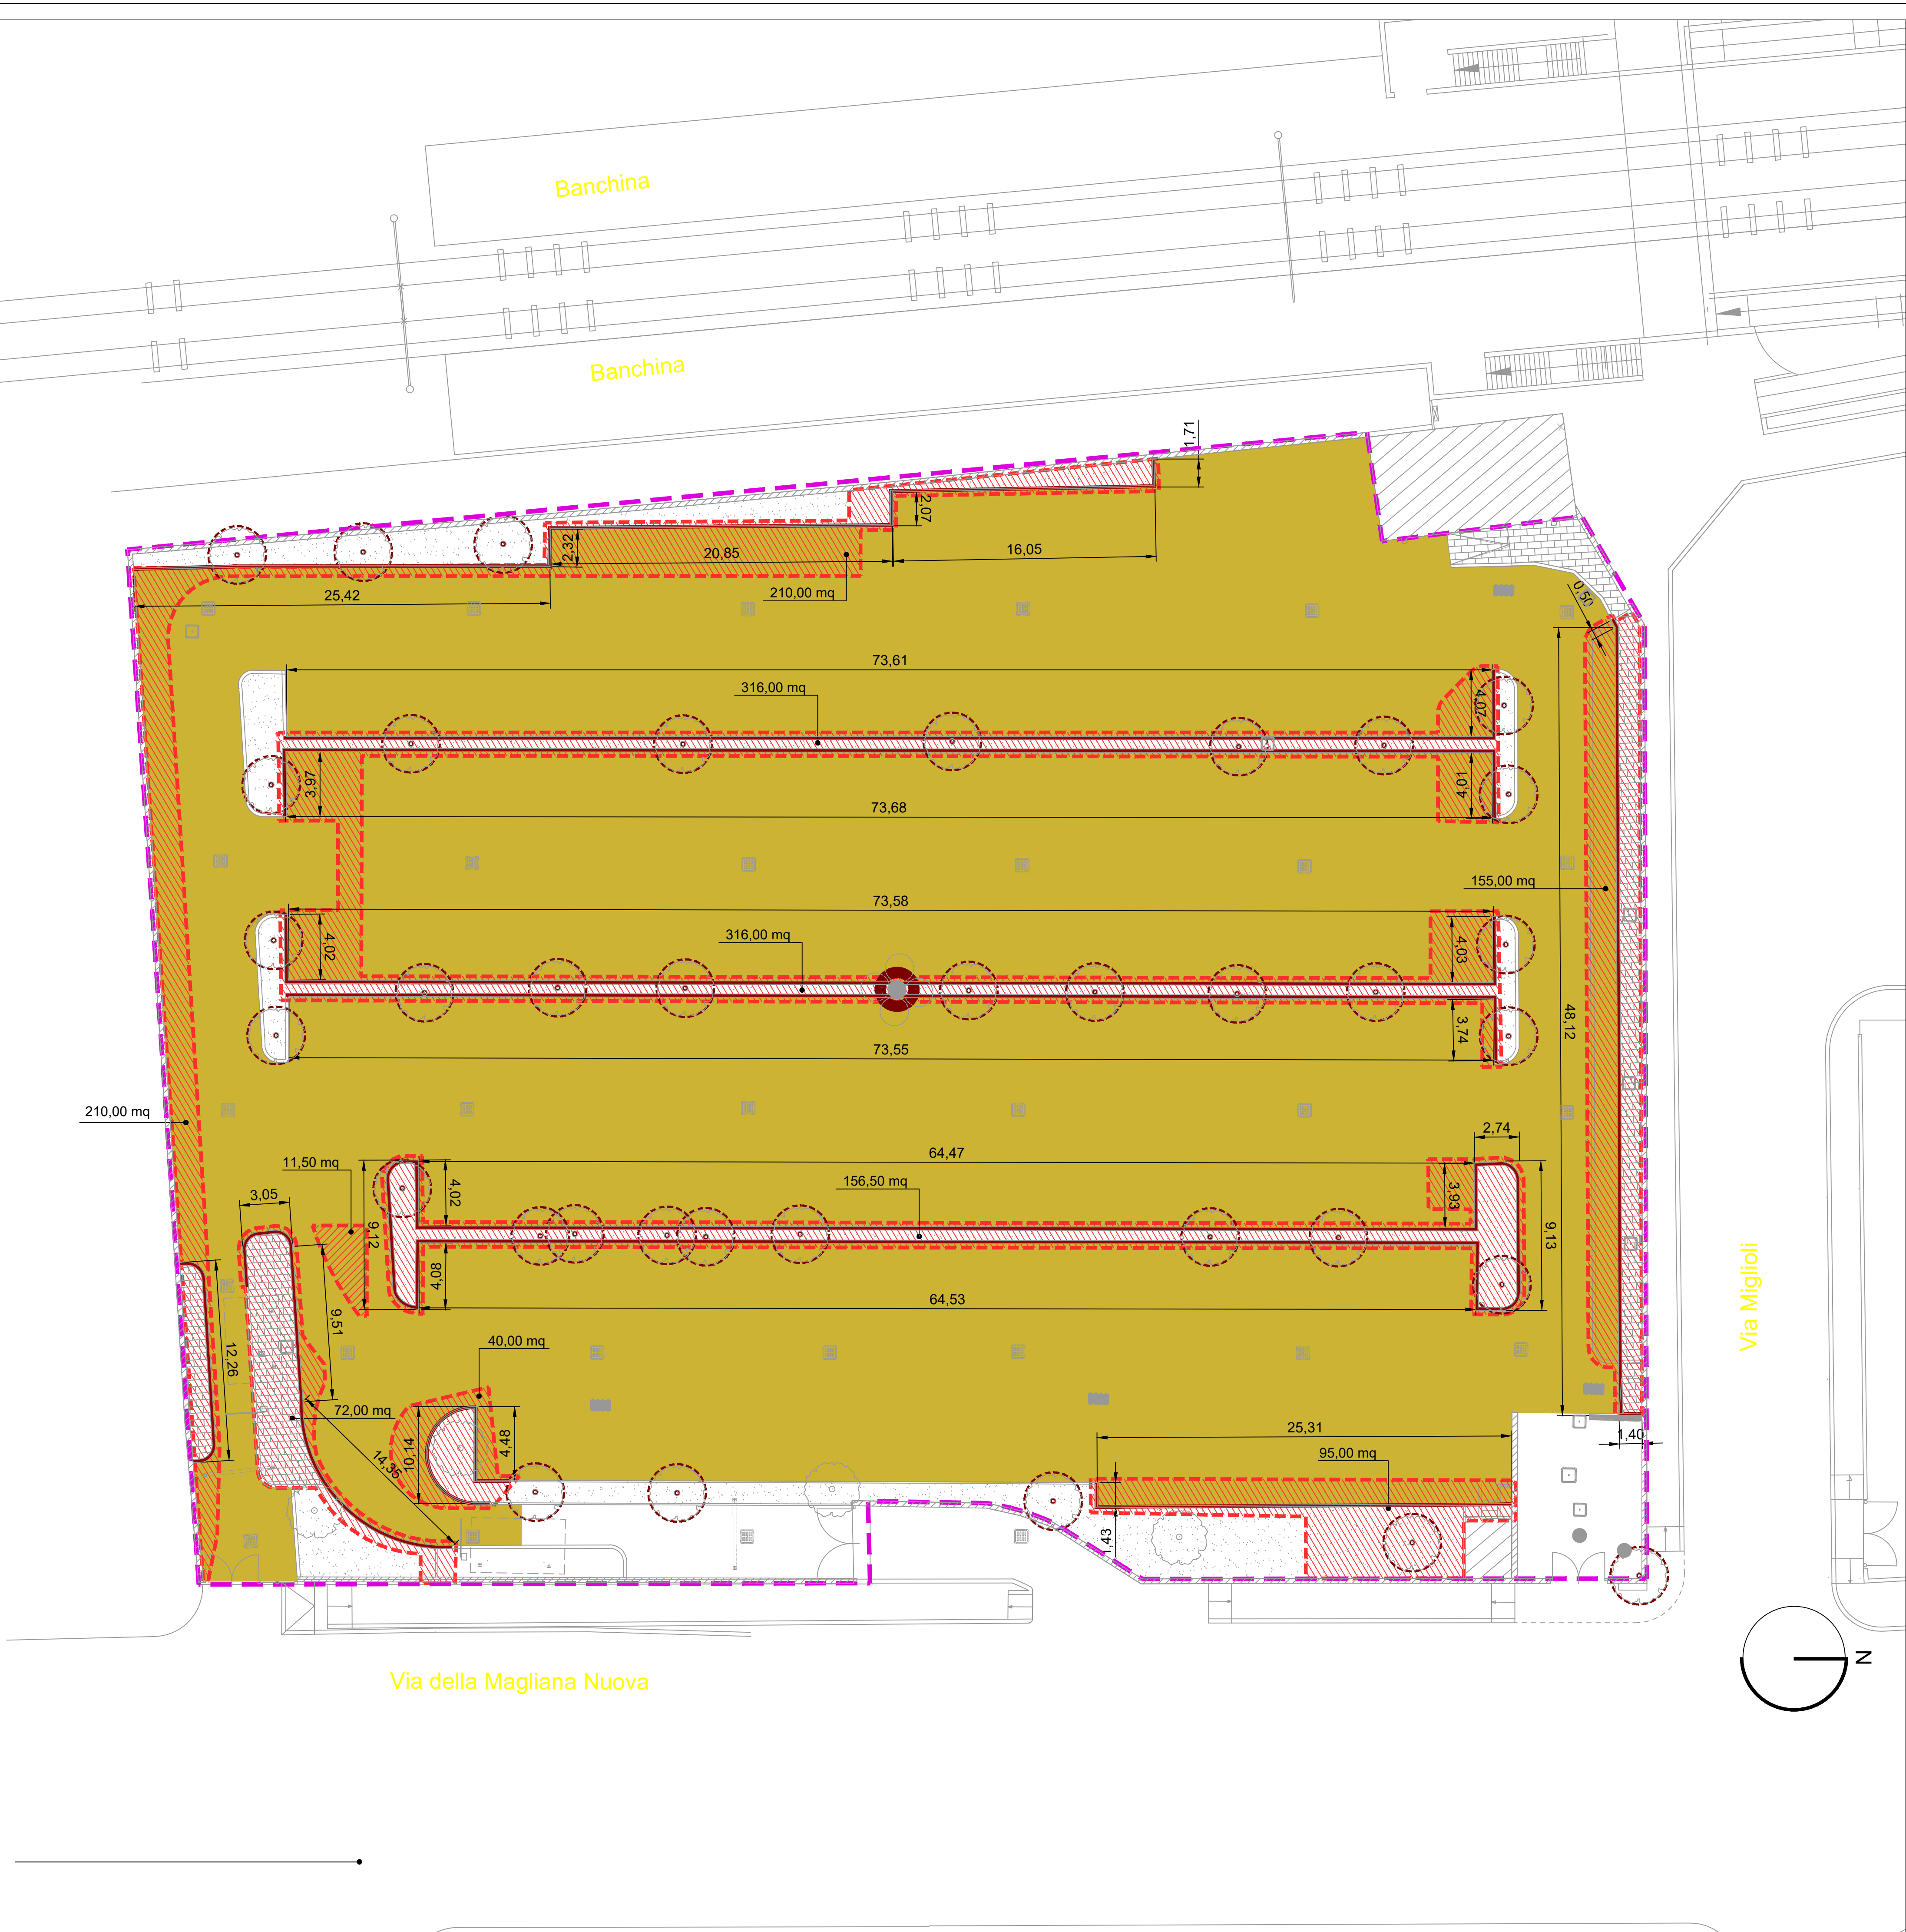 Banchina
Banchina
1,71
2,07
2,32
20,85
16,05
25,42
210,00 mq
0,50
73,61
316,00 mq
4,07
3,97
4,01
73,68
155,00 mq
73,58
316,00 mq
4,02
4,03
48,12
3,74
73,55
210,00 mq
2,74
11,50 mq
64,47
4,02
156,50 mq
3,93
3,05
9,12
9,13
4,08
64,53
9,51
12,26
40,00 mq
Via Miglioli
72,00 mq
10,14
4,48
14,35
25,31
1,40
95,00 mq
1,43
N
Via della Magliana Nuova